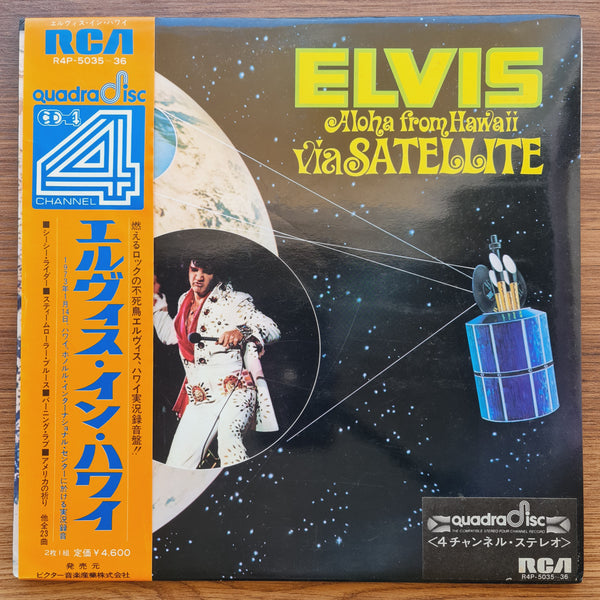 エルヴィス・イン・ハワイ
RCA
R4P-5035~36
quadradisc
CD-4
4
CHANNEL
エルヴィス・イン・ハワイ
燃えるロックの不死鳥エルヴィス、ハワイ実況録音盤!!
1973年1月14日、ハワイ、ホノルル・インターナショナル・センターに於ける実況録音
■シーシー・ライダー■スティームローラー・ブルース■バーニング・ラブ■アメリカの祈り 他全23曲
2枚1組 定価¥4,600
発売元
ビクター音楽産業株式会社
ELVIS
Aloha from Hawaii
via SATELLITE
quadradisc
THE COMPATIBLE STEREO FOUR CHANNEL RECORD
<4チャンネル・ステレオ>
RCA
R4P-5035~36